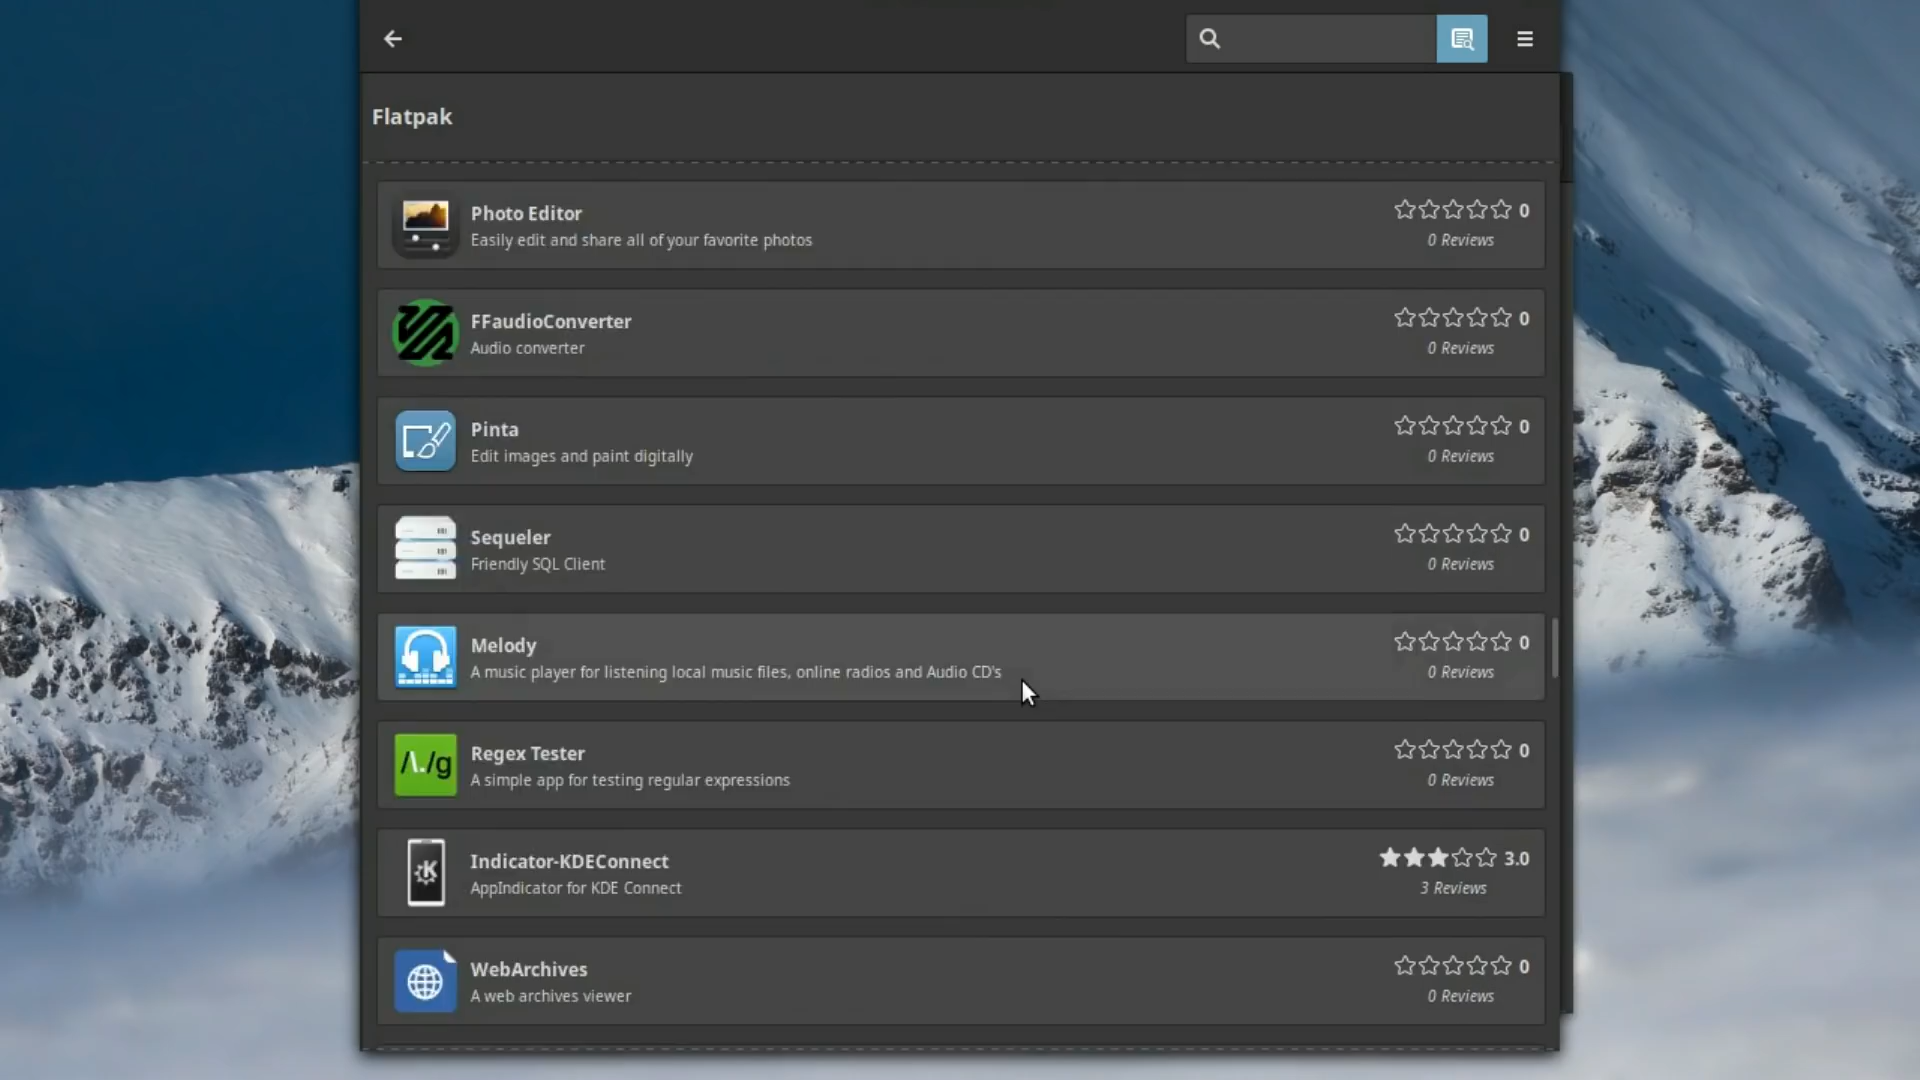 Flatpak
Photo Editor
Easily edit and share all of your favorite photos
0
0 Reviews
FFaudioConverter
Audio converter
0
0 Reviews
Pinta
Edit images and paint digitally
0
0 Reviews
Sequeler
Friendly SQL Client
0
0 Reviews
Melody
A music player for listening local music files, online radios and Audio CD's
0
0 Reviews
/\./g
Regex Tester
A simple app for testing regular expressions
0
0 Reviews
K
Indicator-KDEConnect
AppIndicator for KDE Connect
3.0
3 Reviews
WebArchives
A web archives viewer
0
0 Reviews